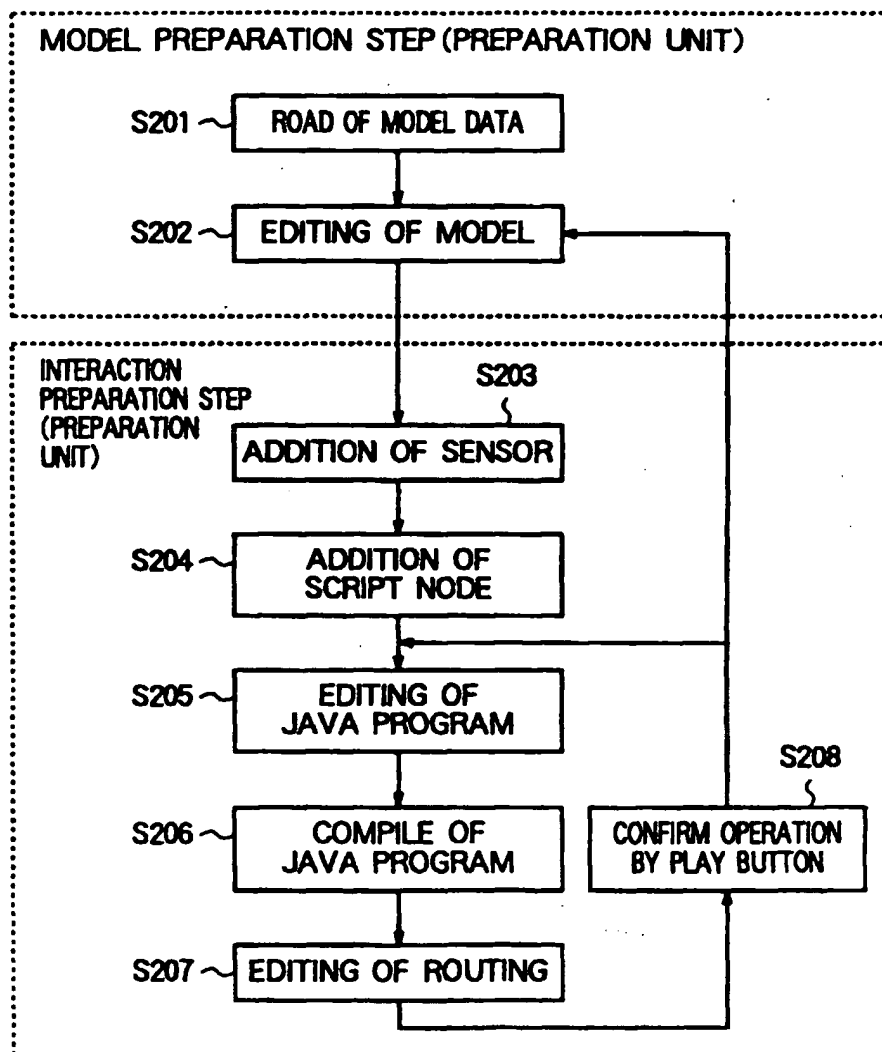 MODEL PREPARATION STEP (PREPARATION UNIT)
S201
ROAD OF MODEL DATA
S202
EDITING OF MODEL
INTERACTION
PREPARATION STEP
(PREPARATION
UNIT)
S203
ADDITION OF SENSOR
S204
ADDITION OF
SCRIPT NODE
S205
EDITING OF
JAVA PROGRAM
S206
COMPILE OF
JAVA PROGRAM
S208
CONFIRM OPERATION
BY PLAY BUTTON
S207
EDITING OF ROUTING